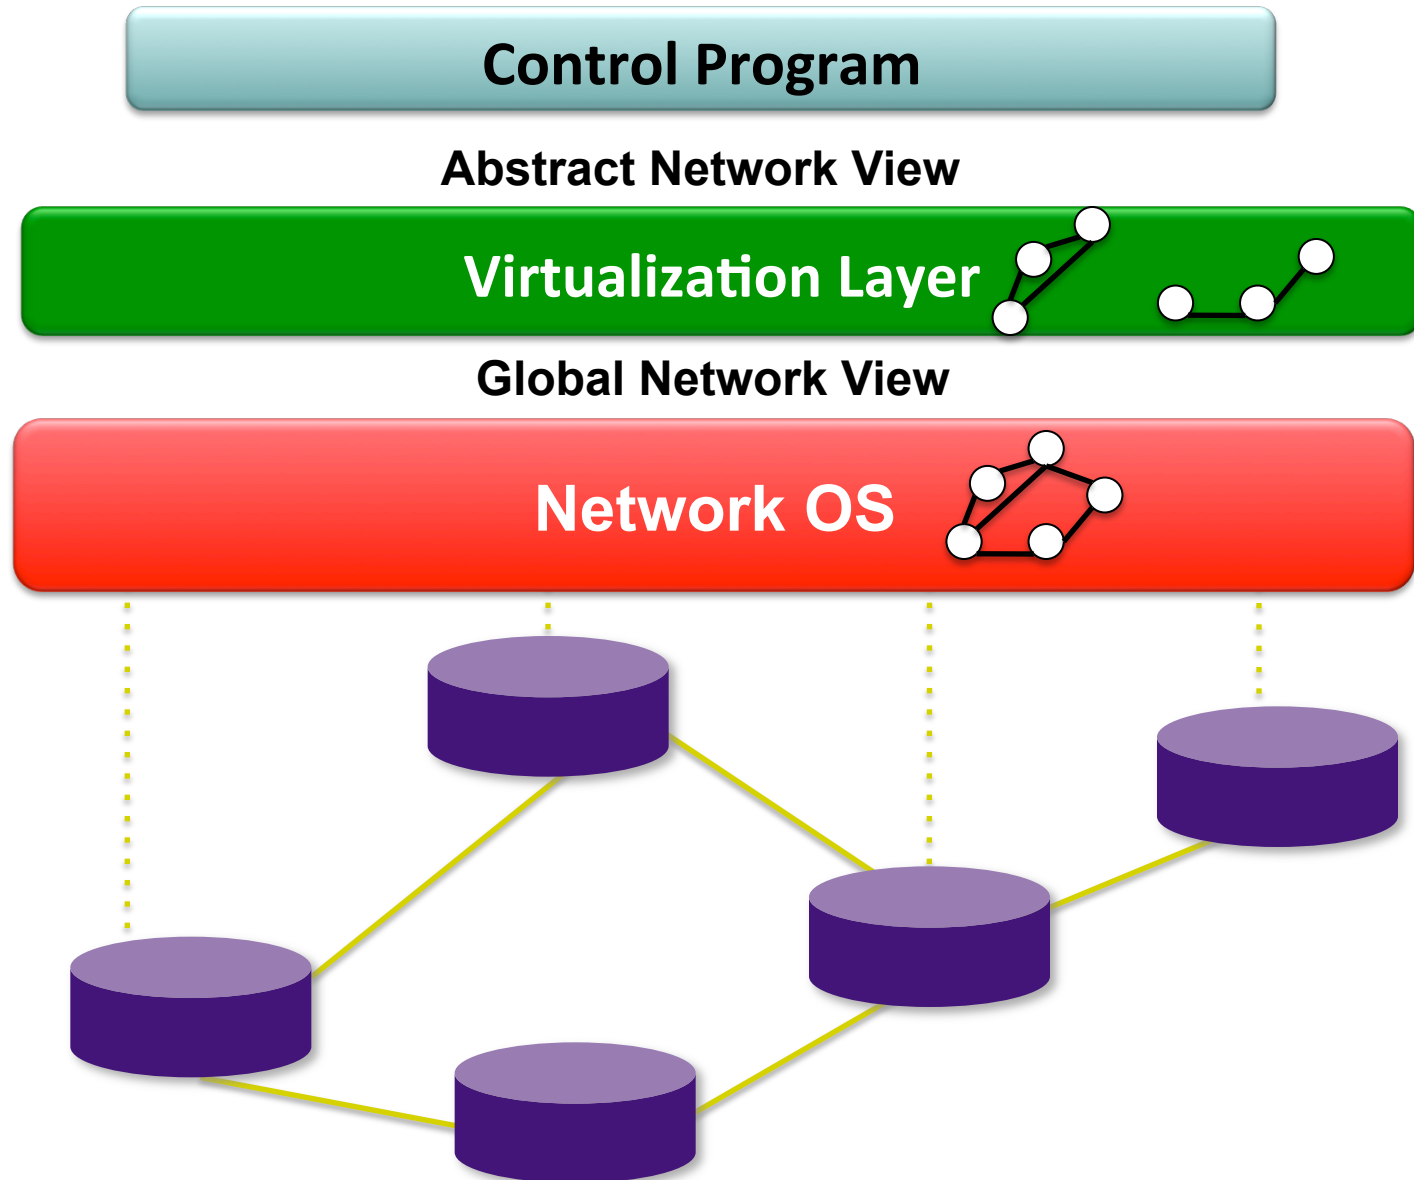 Control Program
Abstract Network View
Virtualization Layer
Global Network View
Network OS